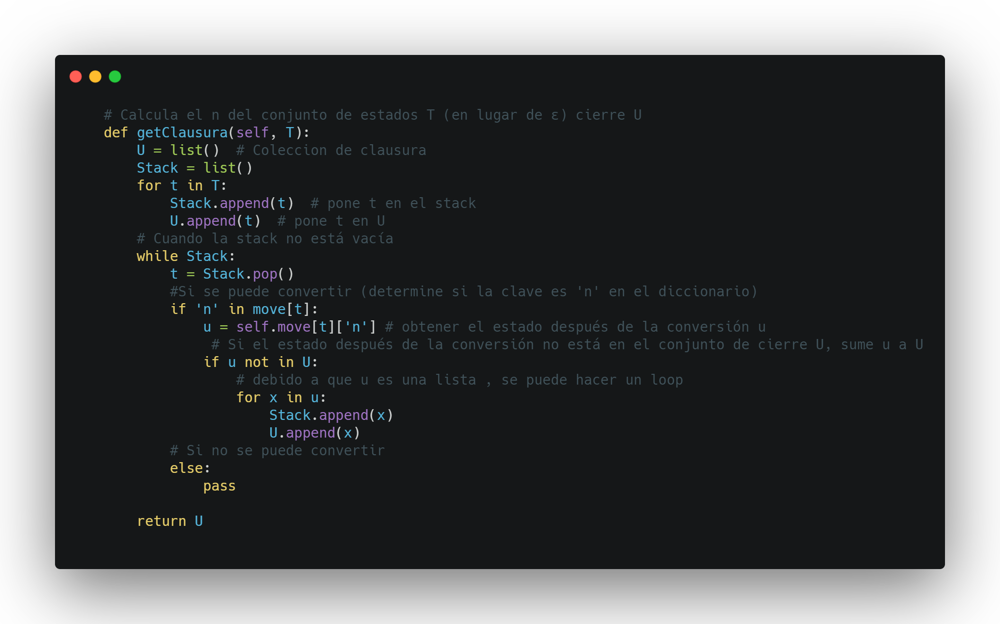 # Calcula el n del conjunto de estados T (en lugar de ε) cierre U
def getClausura(self, T):
    U = list()  # Coleccion de clausura
    Stack = list()
    for t in T:
        Stack.append(t)  # pone t en el stack
        U.append(t)  # pone t en U
    # Cuando la stack no está vacía
    while Stack:
        t = Stack.pop()
        #Si se puede convertir (determine si la clave es 'n' en el diccionario)
        if 'n' in move[t]:
            u = self.move[t]['n'] # obtener el estado después de la conversión u
             # Si el estado después de la conversión no está en el conjunto de cierre U, sume u a U
            if u not in U:
                # debido a que u es una lista , se puede hacer un loop
                for x in u:
                    Stack.append(x)
                    U.append(x)
        # Si no se puede convertir
        else:
            pass

    return U